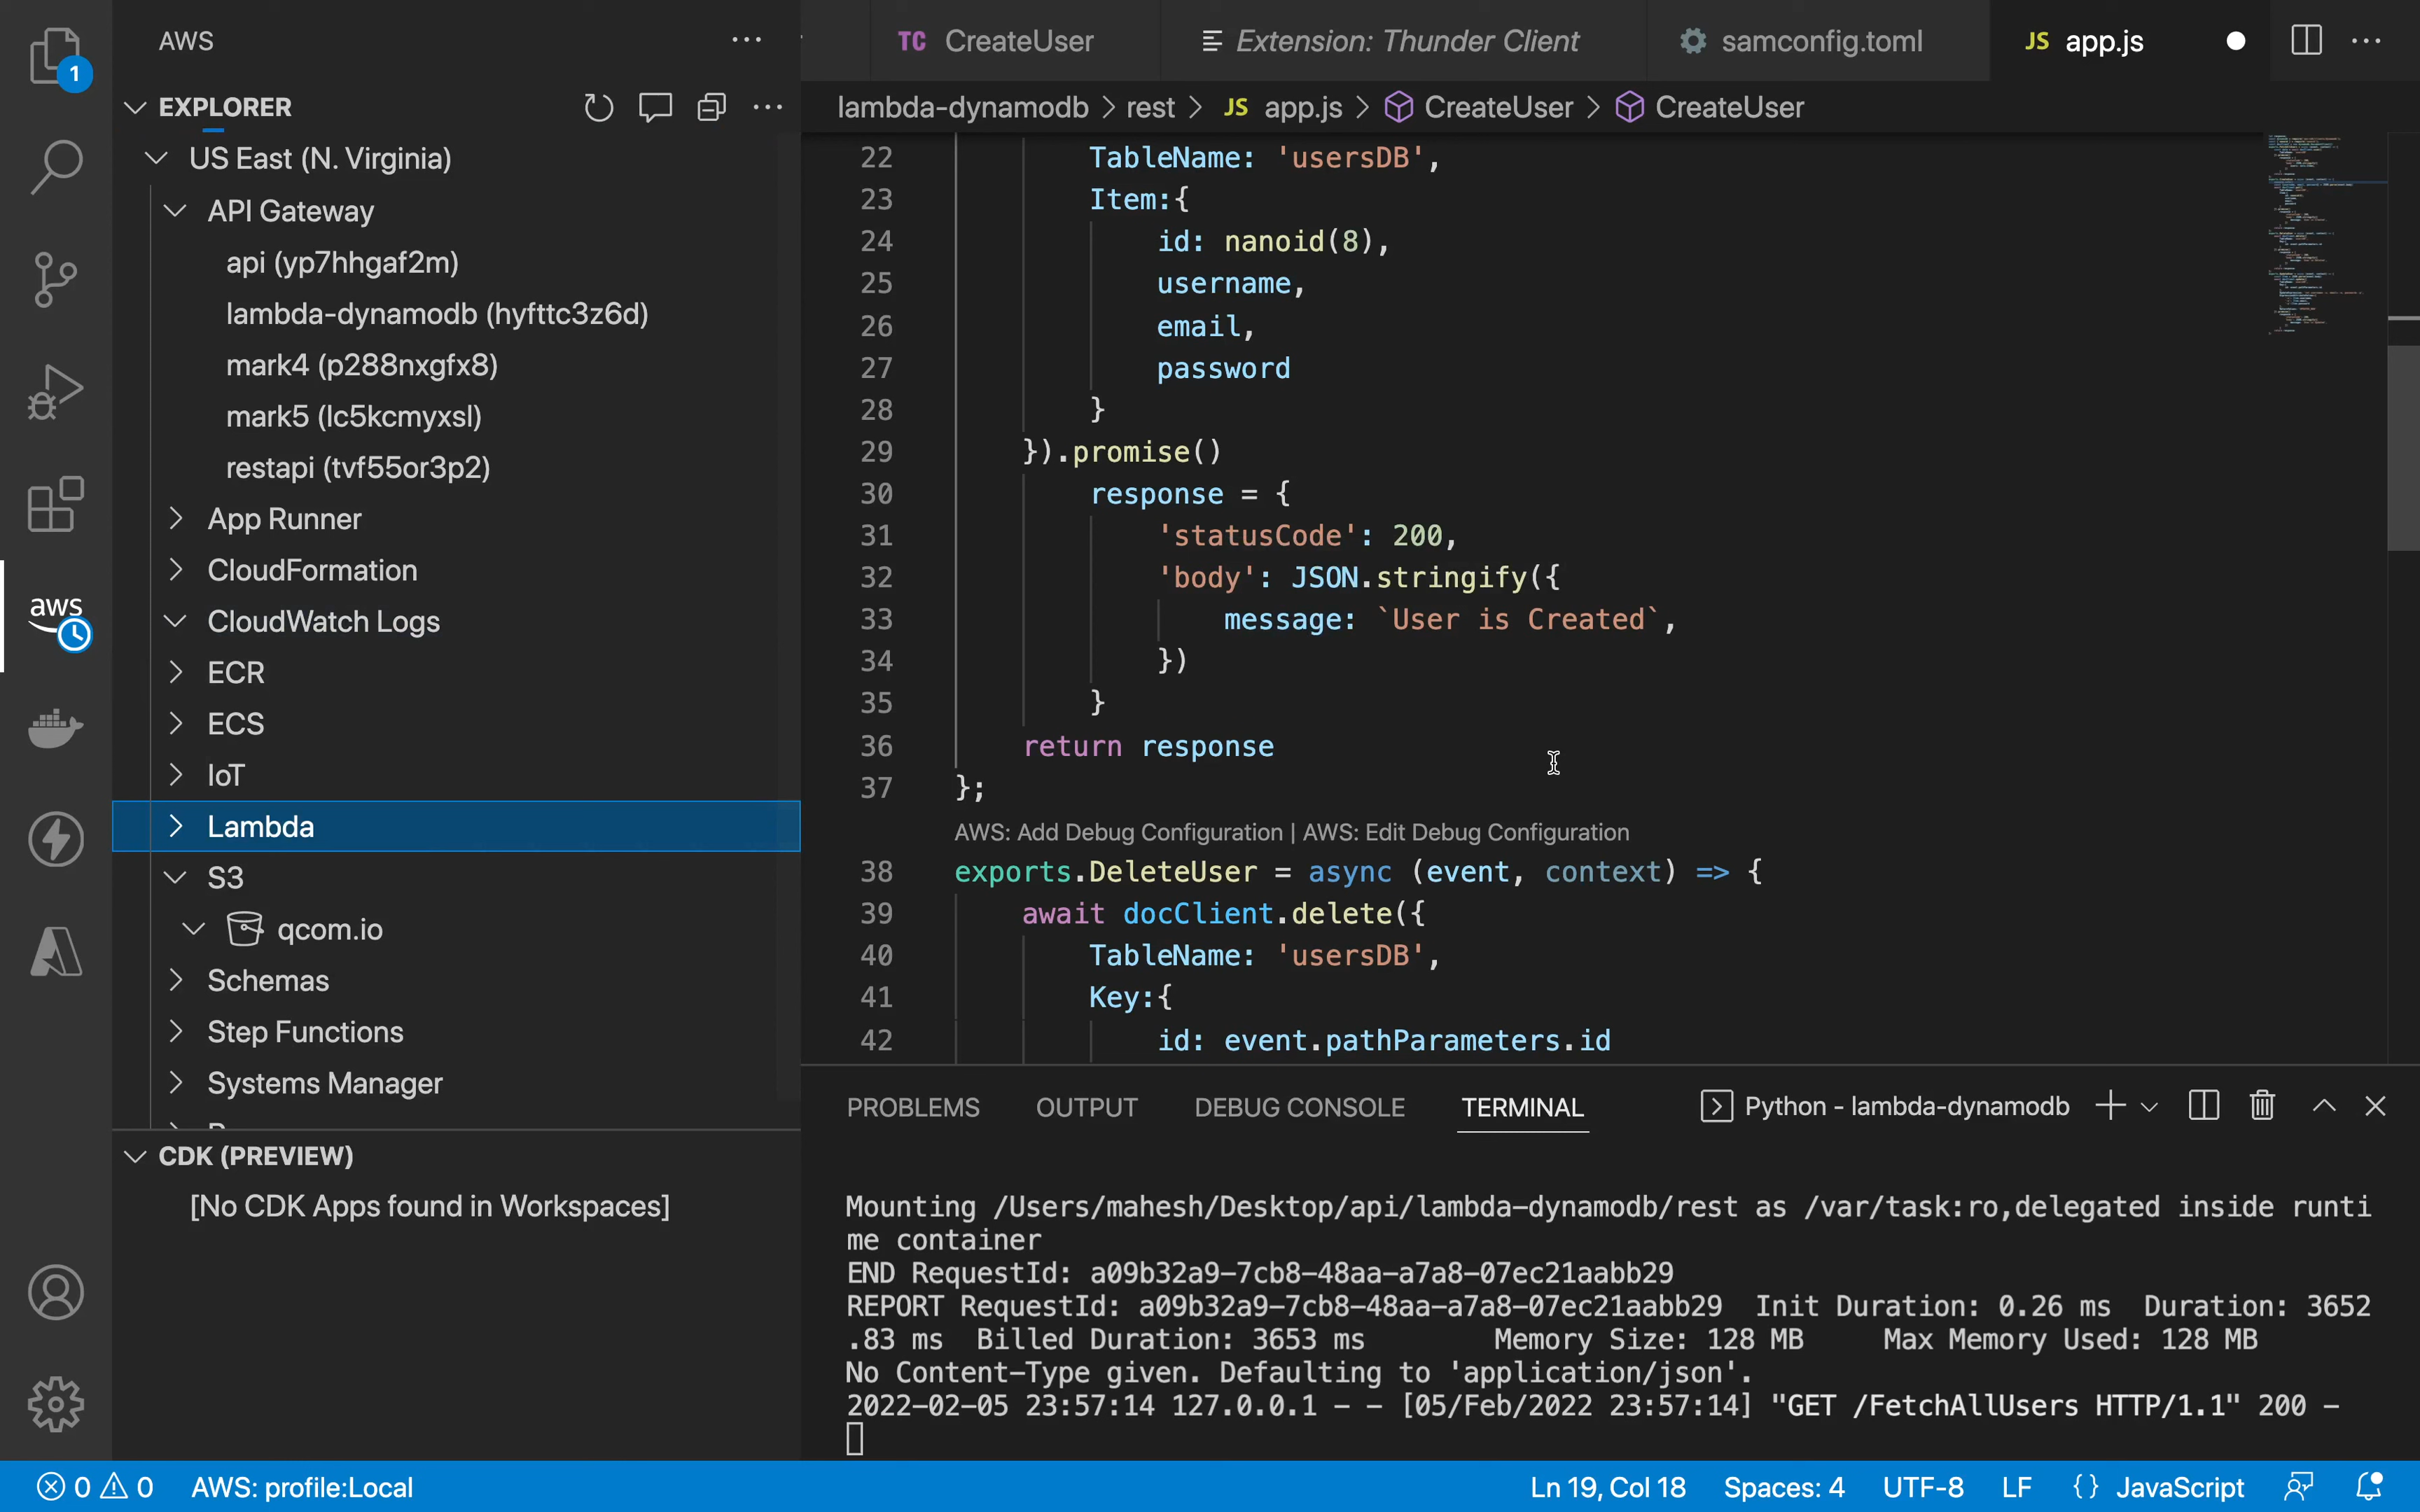 AWS
EXPLORER
US East (N. Virginia)
API Gateway
api (yp7hhgaf2m)
lambda-dynamodb (hyfttc3z6d)
mark4 (p288nxgfx8)
mark5 (lc5kcmyxsl)
restapi (tvf55or3p2)
App Runner
CloudFormation
CloudWatch Logs
ECR
ECS
IoT
Lambda
S3
qcom.io
Schemas
Step Functions
Systems Manager
CDK (PREVIEW)
[No CDK Apps found in Workspaces]
1
aws
TC CreateUser
Extension: Thunder Client
samconfig.toml
JS app.js
lambda-dynamodb > rest > JS app.js > CreateUser > CreateUser
22 TableName: 'usersDB',
23 Item:{
24 id: nanoid(8),
25 username,
26 email,
27 password
28 }
29 }).promise()
30 response = {
31 'statusCode': 200,
32 'body': JSON.stringify({
33 message: `User is Created`,
34 })
35 }
36 return response
37 };
AWS: Add Debug Configuration | AWS: Edit Debug Configuration
38 exports.DeleteUser = async (event, context) => {
39 await docClient.delete({
40 TableName: 'usersDB',
41 Key:{
42 id: event.pathParameters.id
PROBLEMS OUTPUT DEBUG CONSOLE TERMINAL Python - lambda-dynamodb
Mounting /Users/mahesh/Desktop/api/lambda-dynamodb/rest as /var/task:ro,delegated inside runti
me container
END RequestId: a09b32a9-7cb8-48aa-a7a8-07ec21aabb29
REPORT RequestId: a09b32a9-7cb8-48aa-a7a8-07ec21aabb29 Init Duration: 0.26 ms Duration: 3652
.83 ms Billed Duration: 3653 ms Memory Size: 128 MB Max Memory Used: 128 MB
No Content-Type given. Defaulting to 'application/json'.
2022-02-05 23:57:14 127.0.0.1 - - [05/Feb/2022 23:57:14] "GET /FetchAllUsers HTTP/1.1" 200 -
0 0 AWS: profile:Local Ln 19, Col 18 Spaces: 4 UTF-8 LF {} JavaScript